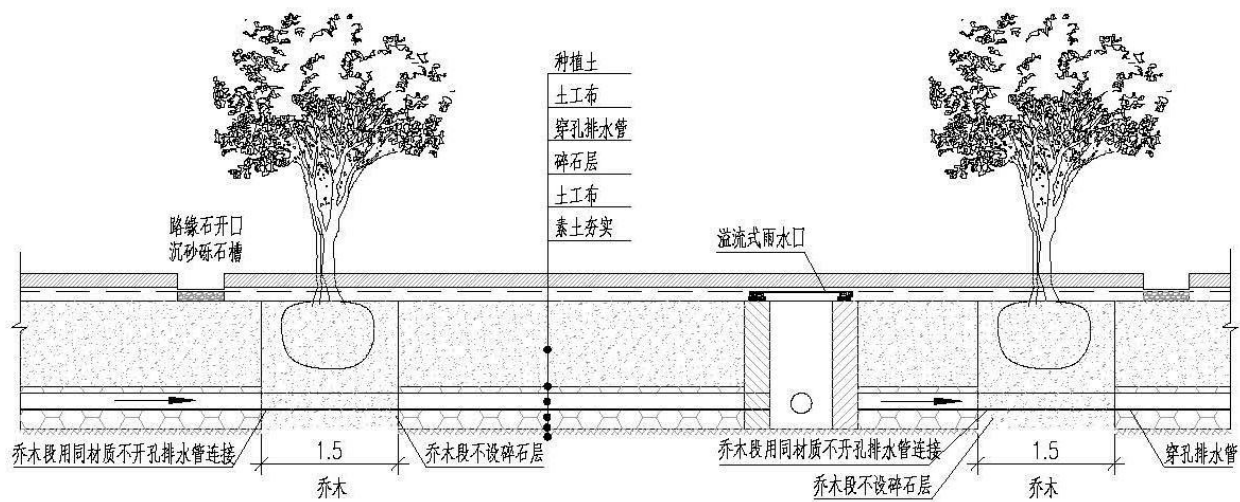 种植土
土工布
穿孔排水管
碎石层
土工布
素土夯实
路缘石开口
沉砂砾石槽
溢流式雨水口
乔木段用同材质不开孔排水管连接
1.5
乔木段不设碎石层
乔木段用同材质不开孔排水管连接
1.5
穿孔排水管
乔木
乔木段不设碎石层
乔木